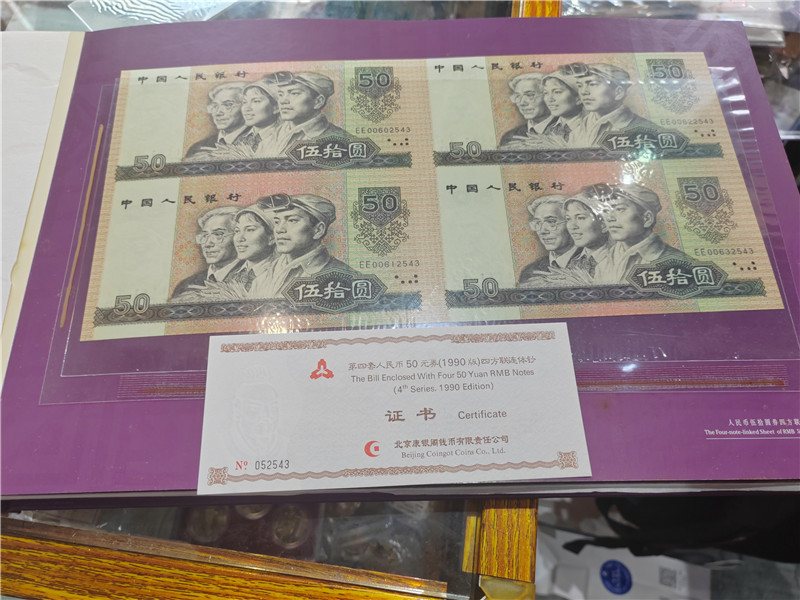 中国人民银行
50
EE00602543
50
伍拾圆
中国人民银行
50
EE00622543
50
伍拾圆
中国人民银行
50
EE00612543
50
伍拾圆
中国人民银行
50
EE00632543
50
伍拾圆
第四套人民币50元券(1990版)四方联连体钞
The Bill Enclosed With Four 50 Yuan RMB Notes
(4th Series, 1990 Edition)
证书 Certificate
北京康银阁钱币有限责任公司
Beijing Coingot Coins Co., Ltd.
No 052543
人民币伍拾圆券四方联
The Four-note-linked Sheet of RMB